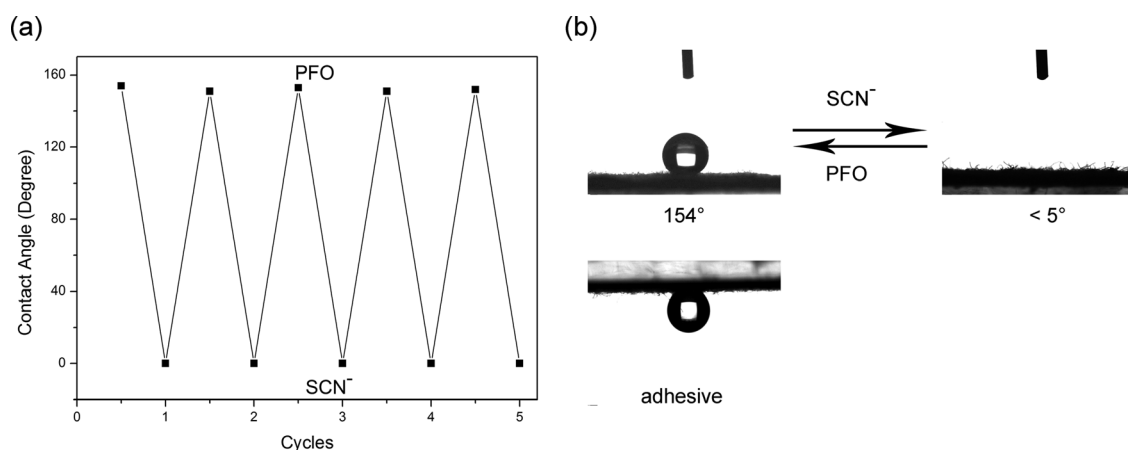 (a)
(b)
PFO
160
120
80
40
0
Contact Angle (Degree)
SCN⁻
0
1
2
3
4
5
Cycles
SCN⁻
PFO
154°
< 5°
adhesive